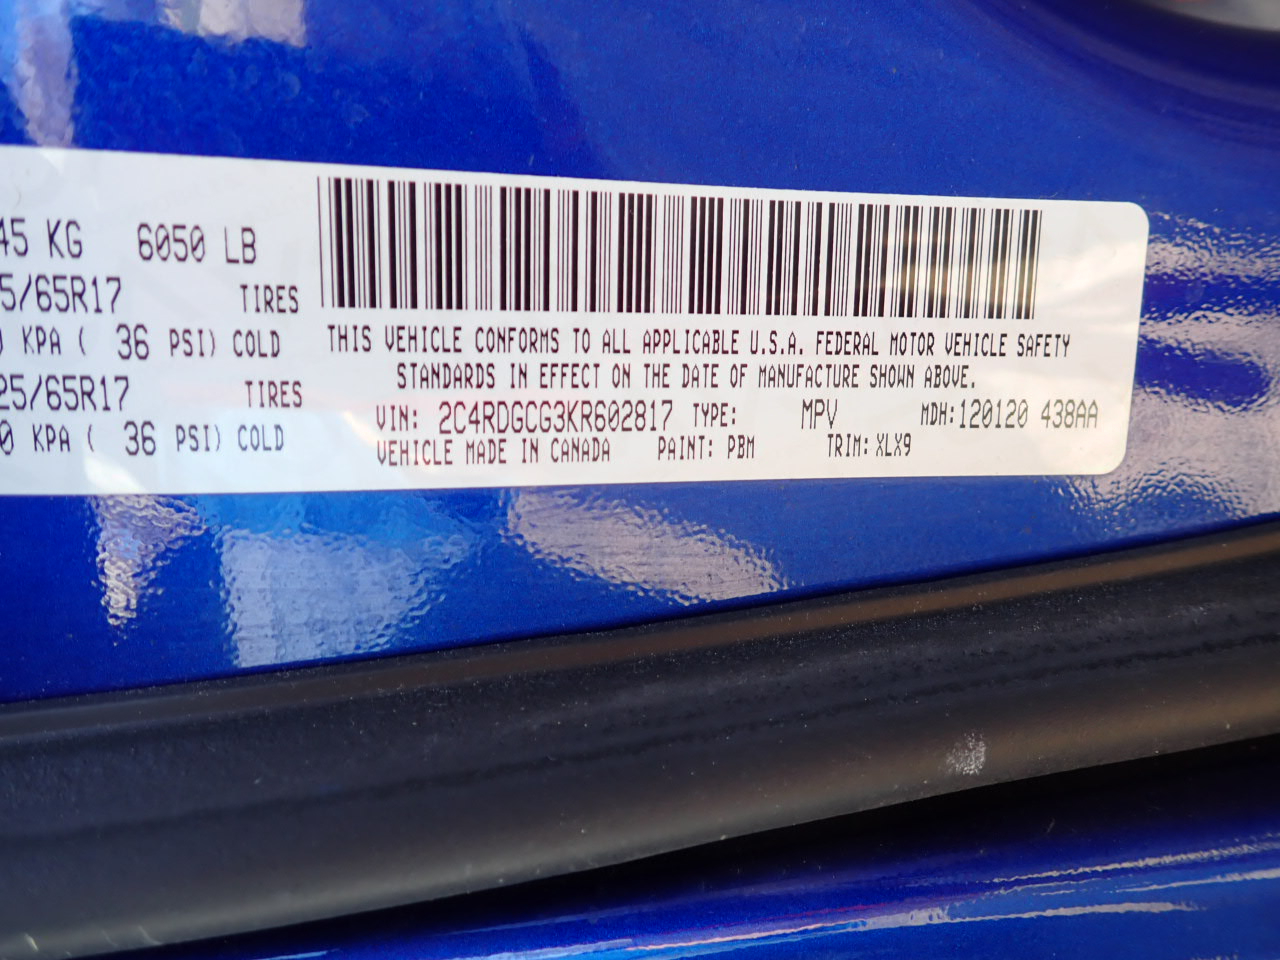 45 KG 6050 LB
5/65R17 TIRES
KPA ( 36 PSI) COLD
25/65R17 TIRES
0 KPA ( 36 PSI) COLD
THIS VEHICLE CONFORMS TO ALL APPLICABLE U.S.A. FEDERAL MOTOR VEHICLE SAFETY
STANDARDS IN EFFECT ON THE DATE OF MANUFACTURE SHOWN ABOVE.
VIN: 2C4RDGCG3KR602817 TYPE: MPV MDH:120120 438AA
VEHICLE MADE IN CANADA PAINT: PBM TRIM: XLX9